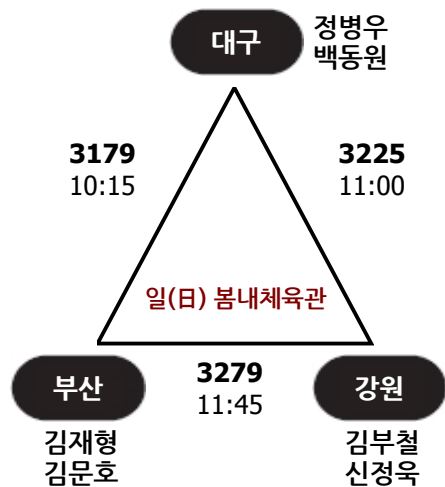 대구
정병우
백동원
3179
10:15
3225
11:00
일(日) 봄내체육관
부산
3279
11:45
강원
김재형
김문호
김부철
신정욱